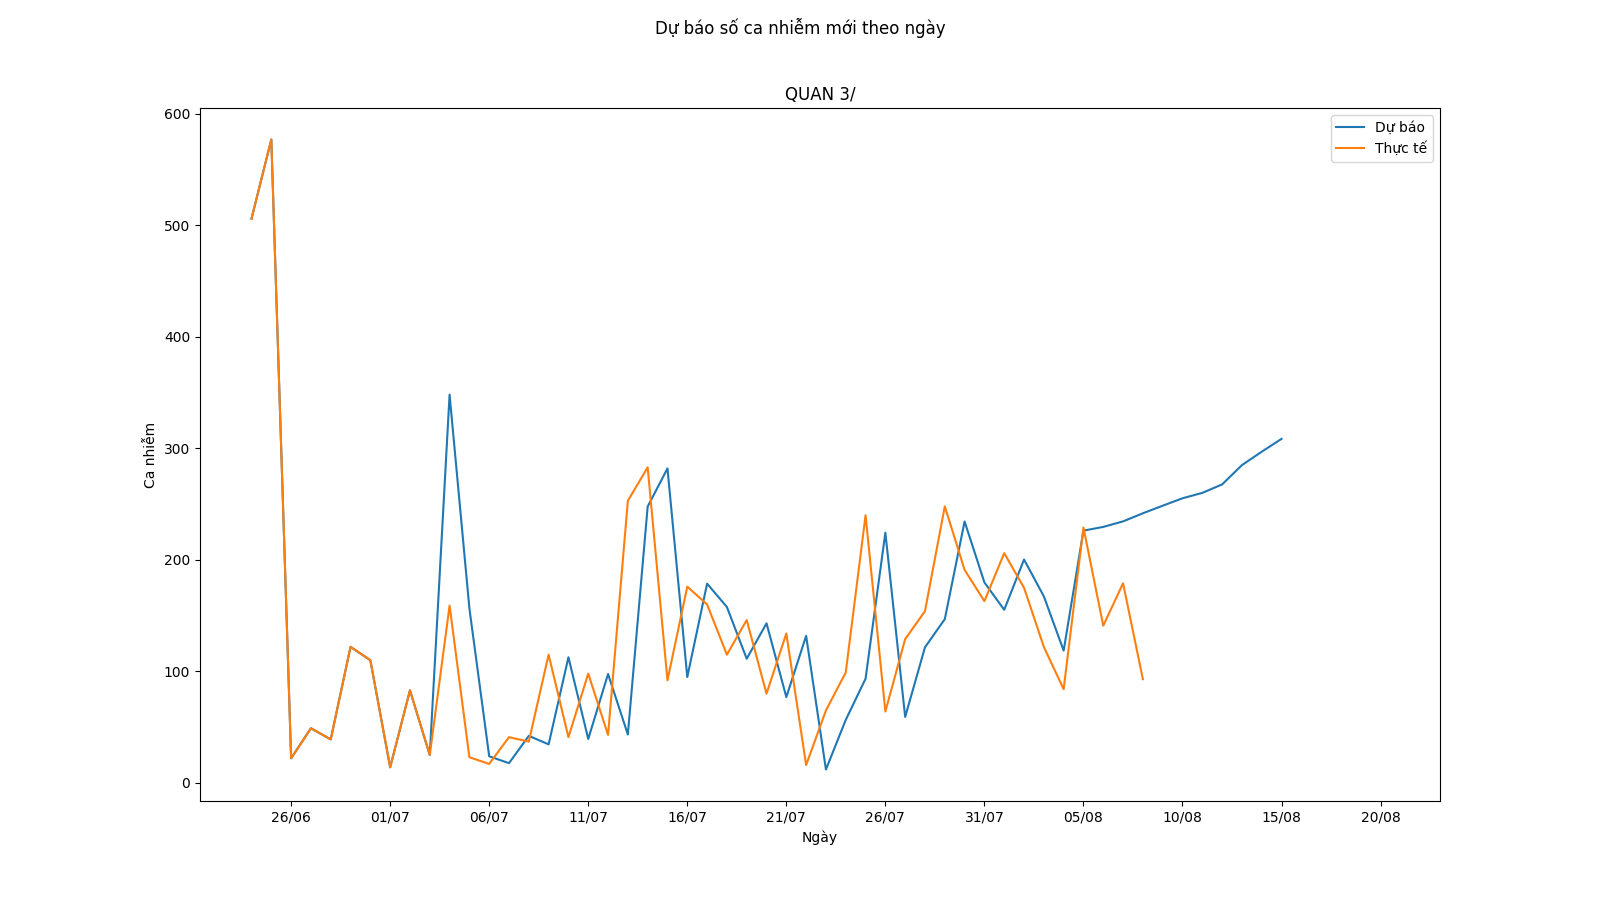 Dự báo số ca nhiễm mới theo ngày
QUAN 3/
600
500
400
300
200
100
0
Ca nhiễm
Dự báo
Thực tế
26/06 01/07 06/07 11/07 16/07 21/07 26/07 31/07 05/08 10/08 15/08 20/08
Ngày